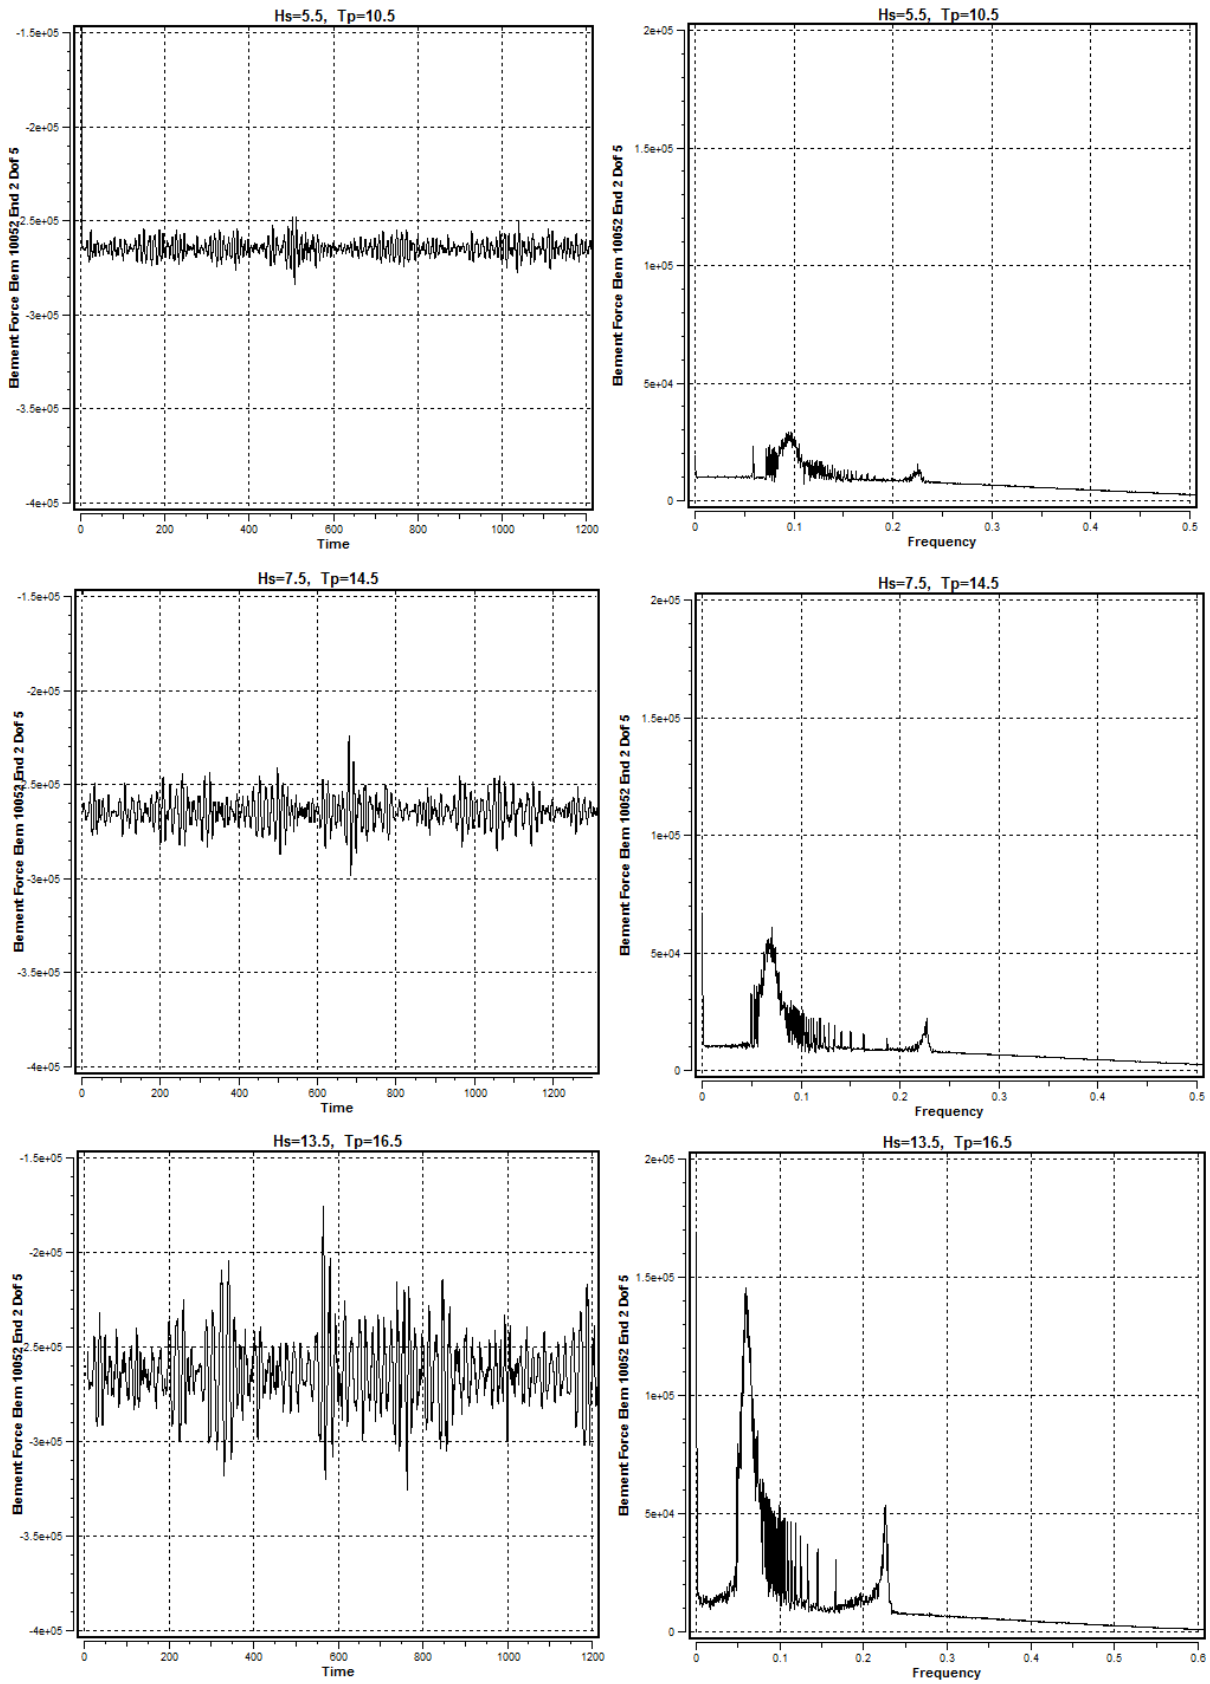 Hs=5.5, Tp=10.5
Element Force Elem 10052 End 2 Dof 5
-1.5e+05
-2e+05
-2.5e+05
-3e+05
-3.5e+05
-4e+05
0 200 400 600 800 1000 1200
Time
Hs=5.5, Tp=10.5
Element Force Elem 10052 End 2 Dof 5
2e+05
1.5e+05
1e+05
5e+04
0
0 0.1 0.2 0.3 0.4 0.5
Frequency
Hs=7.5, Tp=14.5
Element Force Elem 10052 End 2 Dof 5
-1.5e+05
-2e+05
-2.5e+05
-3e+05
-3.5e+05
-4e+05
0 200 400 600 800 1000 1200
Time
Hs=7.5, Tp=14.5
Element Force Elem 10052 End 2 Dof 5
2e+05
1.5e+05
1e+05
5e+04
0
0 0.1 0.2 0.3 0.4 0.5
Frequency
Hs=13.5, Tp=16.5
Element Force Elem 10052 End 2 Dof 5
-1.5e+05
-2e+05
-2.5e+05
-3e+05
-3.5e+05
-4e+05
0 200 400 600 800 1000 1200
Time
Hs=13.5, Tp=16.5
Element Force Elem 10052 End 2 Dof 5
2e+05
1.5e+05
1e+05
5e+04
0
0 0.1 0.2 0.3 0.4 0.5 0.6
Frequency